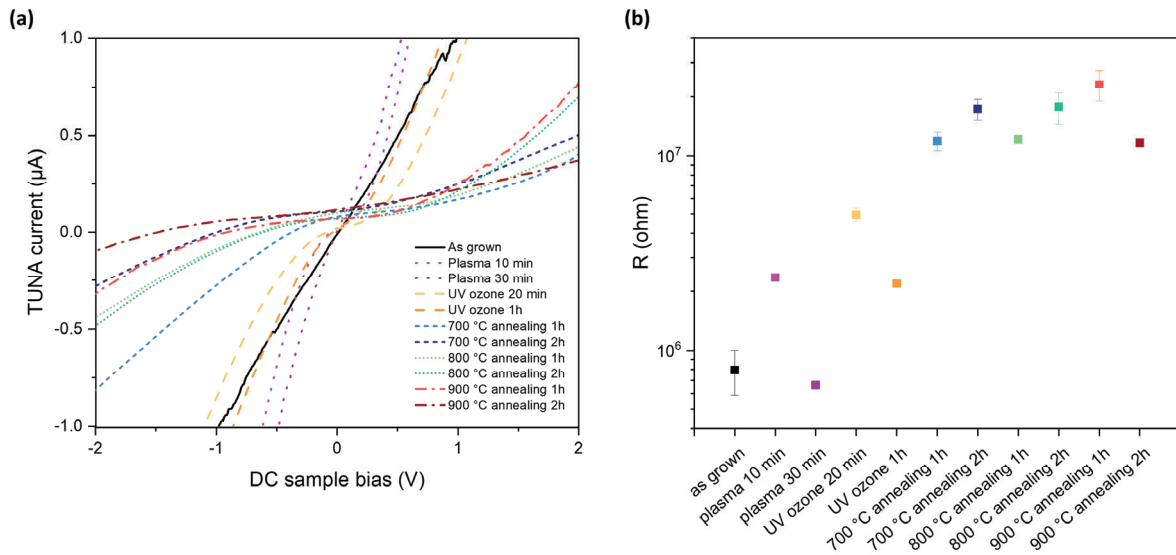 (a)
1.0
0.5
0.0
-0.5
-1.0
TUNA current (µA)
-2
-1
0
1
2
DC sample bias (V)
As grown
Plasma 10 min
Plasma 30 min
UV ozone 20 min
UV ozone 1h
700 °C annealing 1h
700 °C annealing 2h
800 °C annealing 1h
800 °C annealing 2h
900 °C annealing 1h
900 °C annealing 2h
(b)
10^7
10^6
R (ohm)
as grown
plasma 10 min
plasma 30 min
UV ozone 20 min
UV ozone 1h
700 °C annealing 1h
700 °C annealing 2h
800 °C annealing 1h
800 °C annealing 2h
900 °C annealing 1h
900 °C annealing 2h